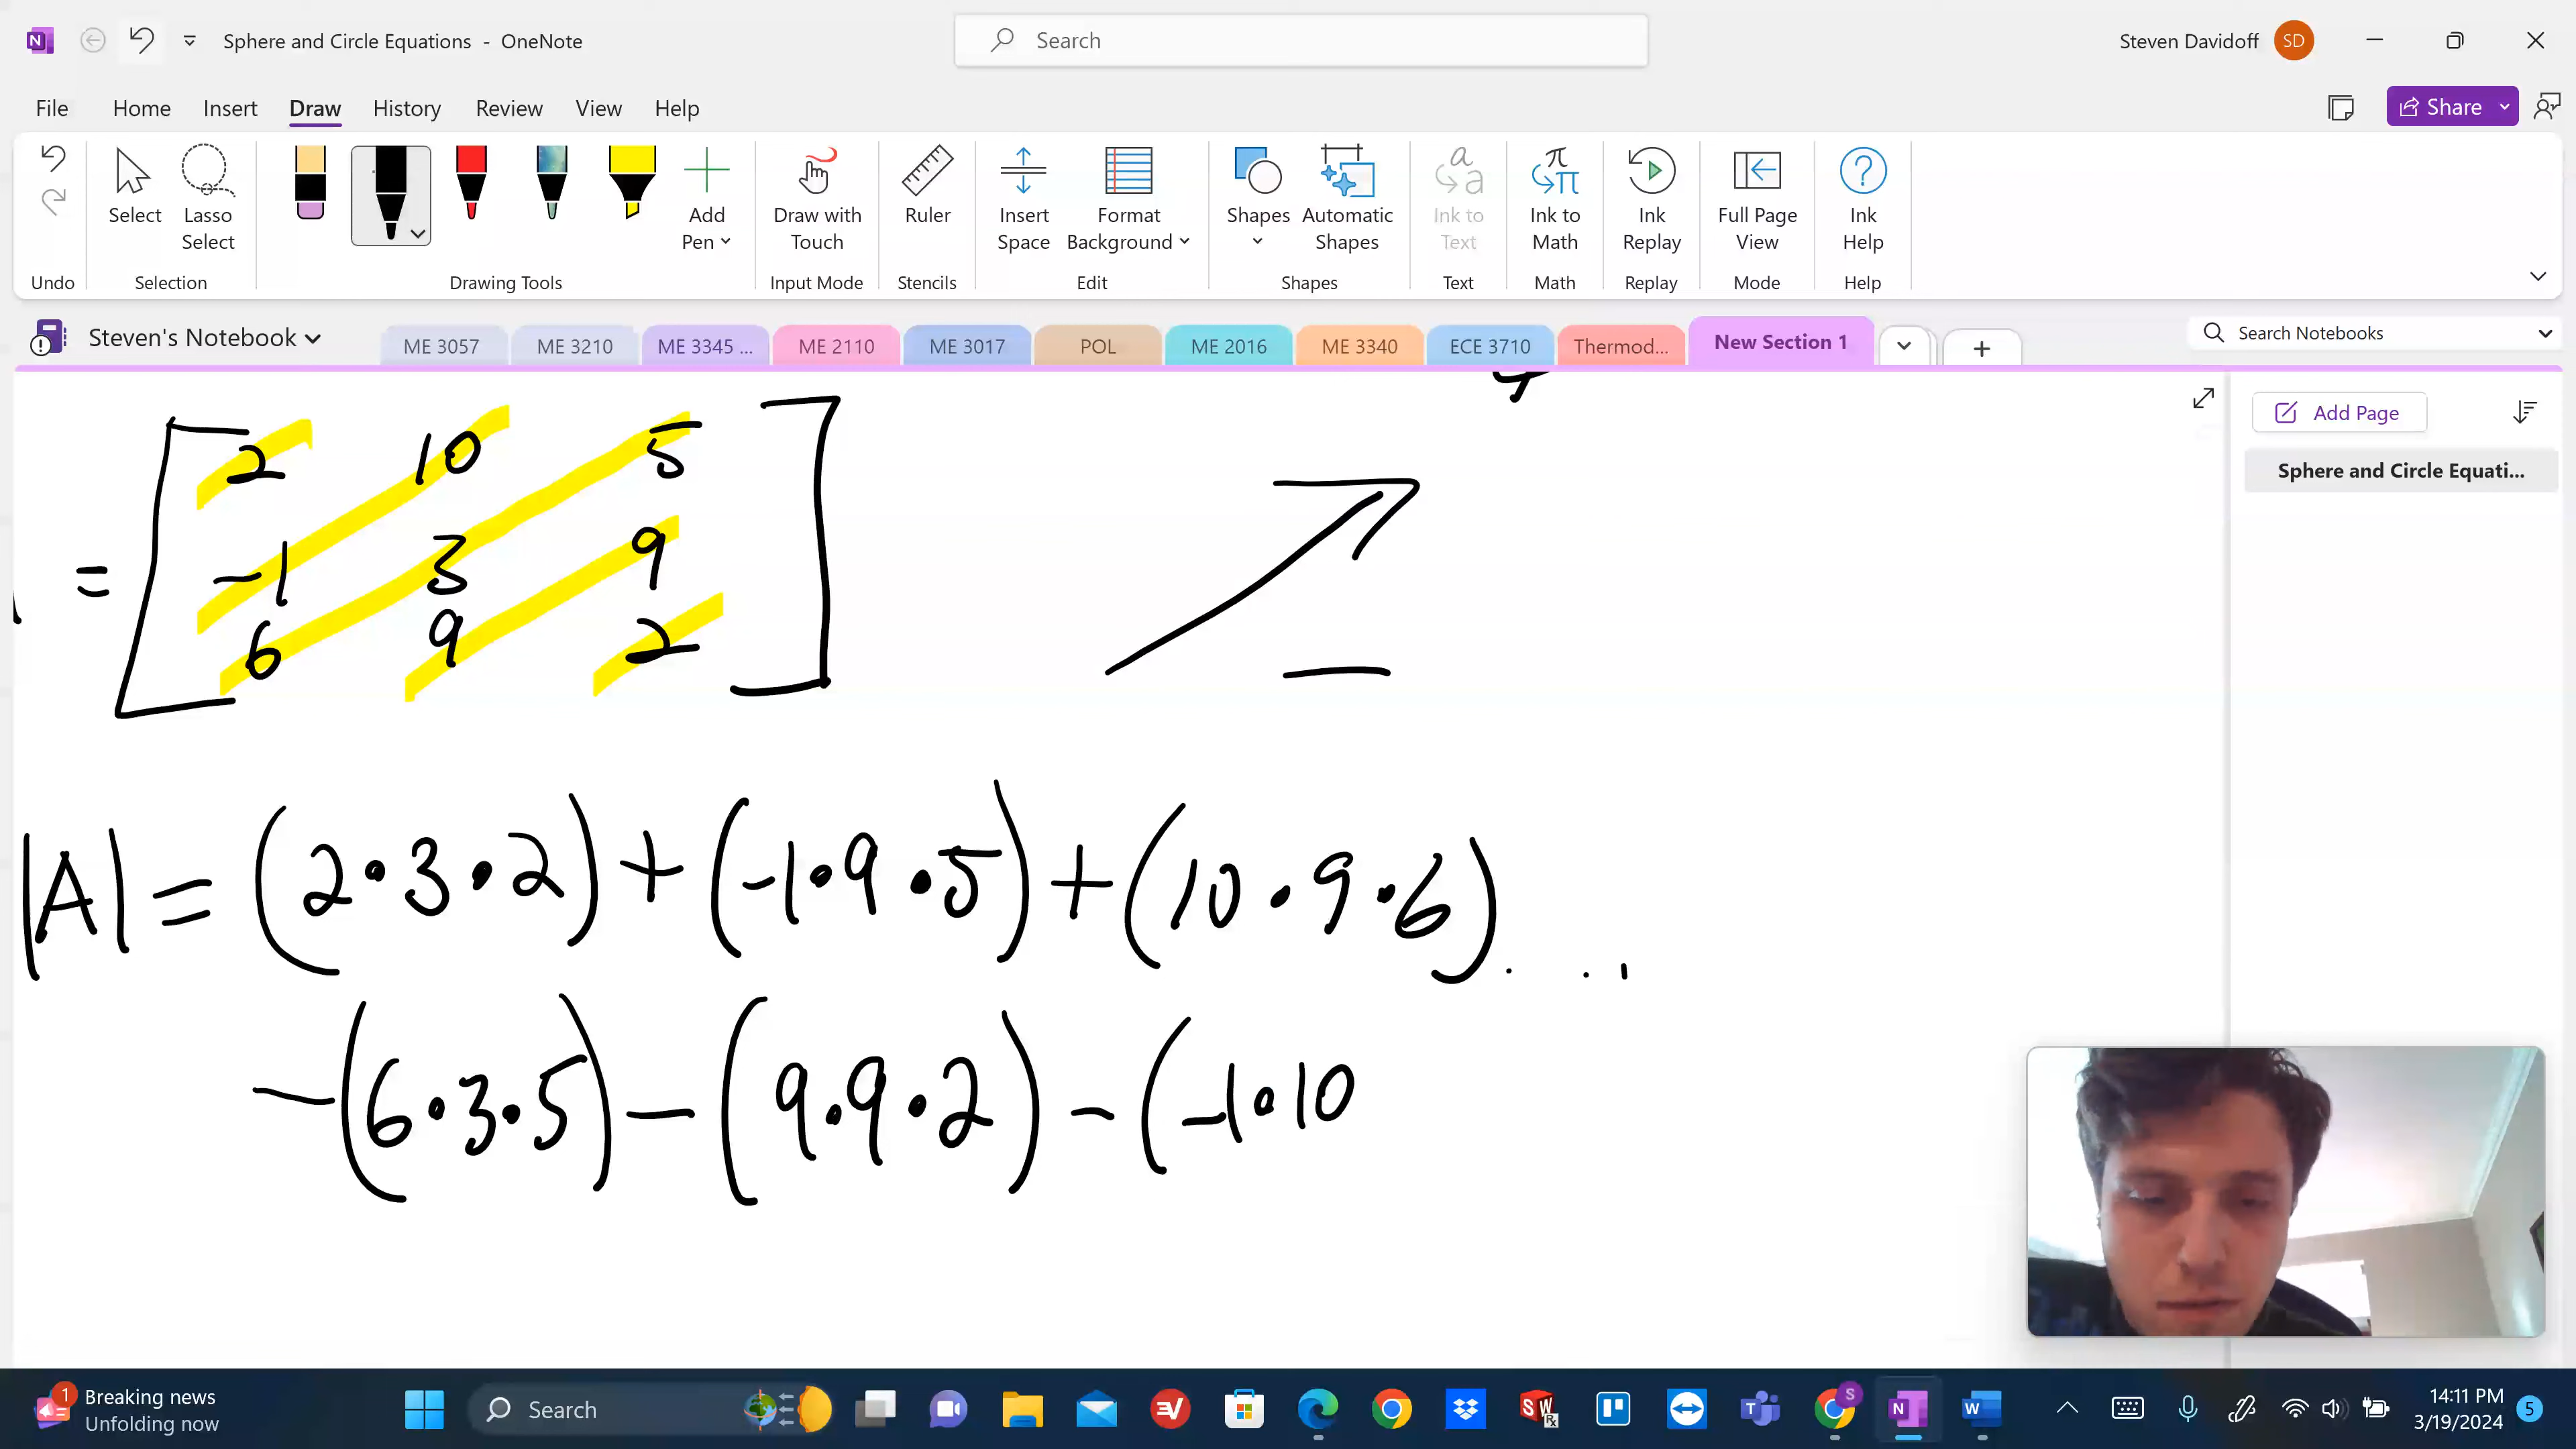 Sphere and Circle Equations - OneNote
Search
Steven Davidoff
SD
File
Home
Insert
Draw
History
Review
View
Help
Share
Select
Lasso
Select
Add
Pen
Draw with
Touch
Ruler
Insert
Space
Format
Background
Shapes
Automatic
Shapes
Ink to
Text
Ink to
Math
Ink
Replay
Full Page
View
Ink
Help
Undo
Selection
Drawing Tools
Input Mode
Stencils
Edit
Shapes
Text
Math
Replay
Mode
Help
Steven's Notebook
ME 3057
ME 3210
ME 3345 ...
ME 2110
ME 3017
POL
ME 2016
ME 3340
ECE 3710
Thermod...
New Section 1
Search Notebooks
Add Page
Sphere and Circle Equati...
2 10 5
= -1 3 9
6 9 2
|A| = (2·3·2) + (-1·9·5) + (10·9·6)...
-(6·3·5) - (9·9·2) - (-1·10
1
Breaking news
Unfolding now
Search
14:11 PM
3/19/2024
5